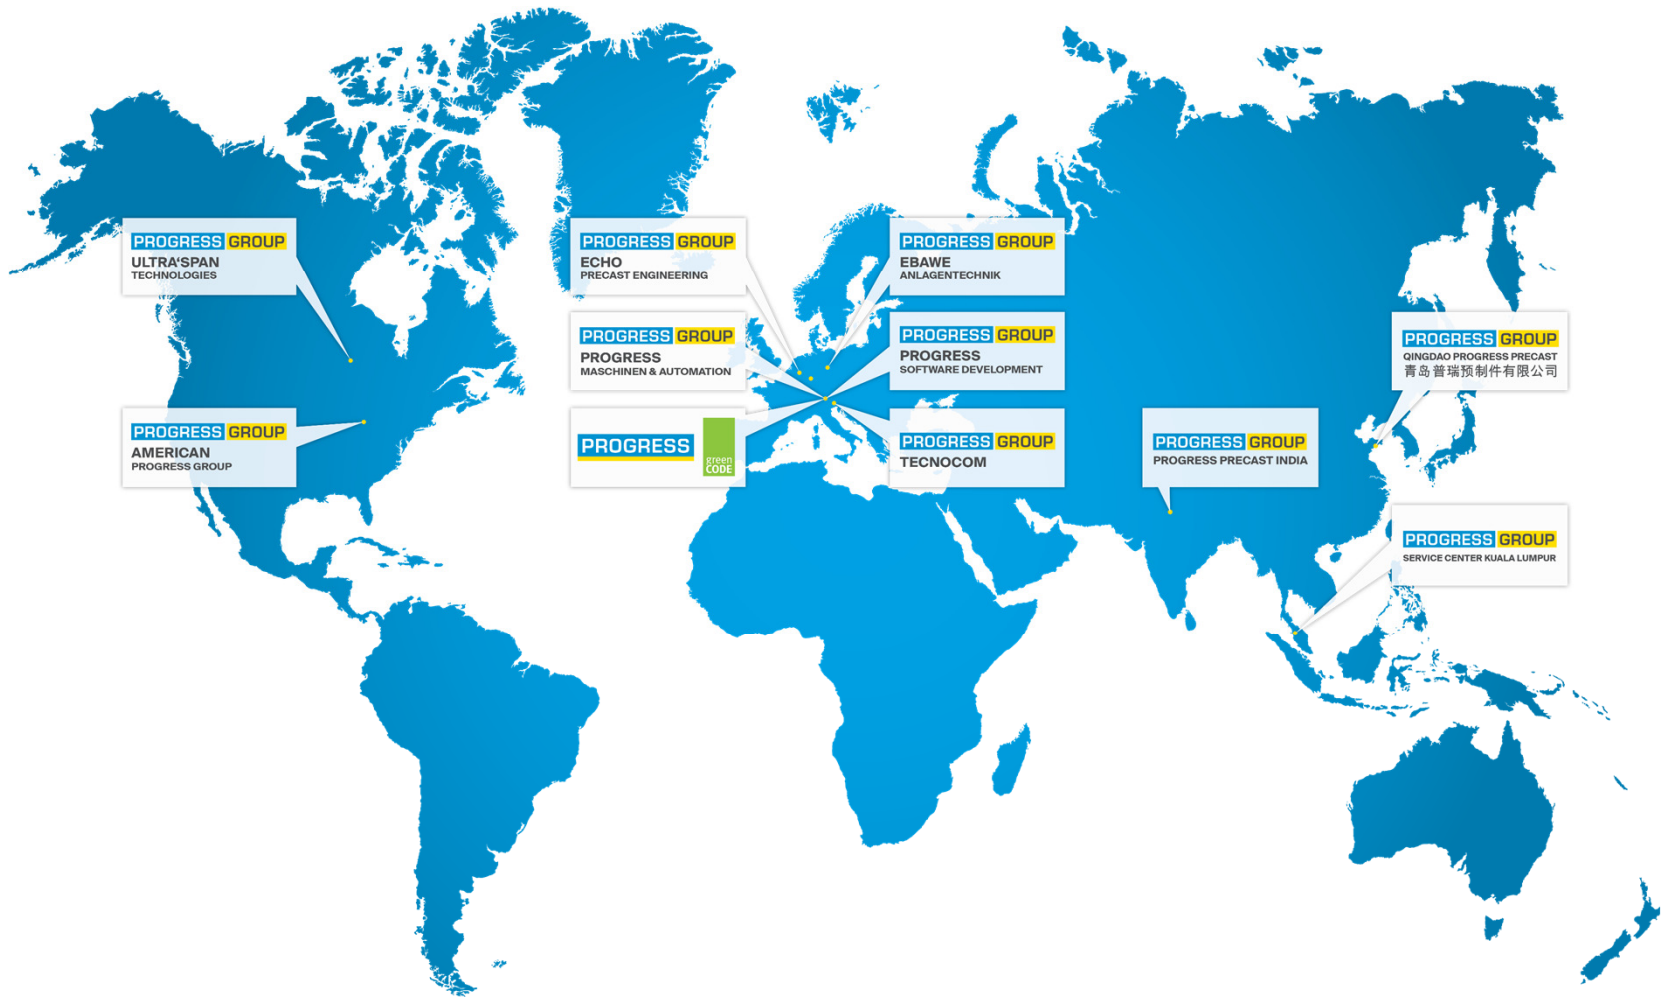 PROGRESS GROUP
ULTRA'SPAN
TECHNOLOGIES
PROGRESS GROUP
AMERICAN
PROGRESS GROUP
PROGRESS GROUP
ECHO
PRECAST ENGINEERING
PROGRESS GROUP
PROGRESS
MASCHINEN & AUTOMATION
PROGRESS
green
CODE
PROGRESS GROUP
EBAWE
ANLAGENTECHNIK
PROGRESS GROUP
PROGRESS
SOFTWARE DEVELOPMENT
PROGRESS GROUP
TECNOCOM
PROGRESS GROUP
PROGRESS PRECAST INDIA
PROGRESS GROUP
QINGDAO PROGRESS PRECAST
青岛普瑞预制件有限公司
PROGRESS GROUP
SERVICE CENTER KUALA LUMPUR